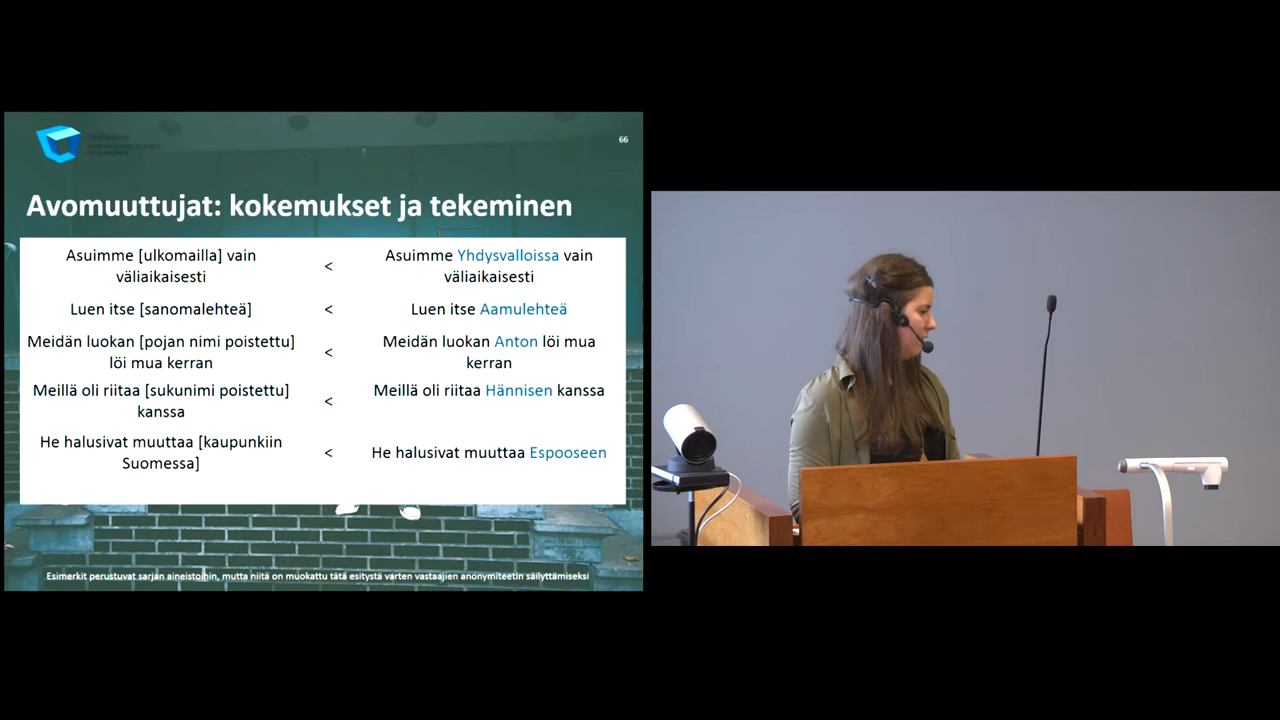 66
Avomuuttujat: kokemukset ja tekeminen
Asuimme [ulkomailla] vain
väliaikaisesti
<
Asuimme Yhdysvalloissa vain
väliaikaisesti
Luen itse [sanomalehteä]
<
Luen itse Aamulehteä
Meidän luokan [pojan nimi poistettu]
löi mua kerran
<
Meidän luokan Anton löi mua
kerran
Meillä oli riitaa [sukunimi poistettu]
kanssa
<
Meillä oli riitaa Hännisen kanssa
He halusivat muuttaa [kaupunkiin
Suomessa]
<
He halusivat muuttaa Espooseen
Esimerkit perustuvat sarjan aineistoihin, mutta niitä on muokattu tätä esitystä varten vastaajien anonymiteetin säilyttämiseksi